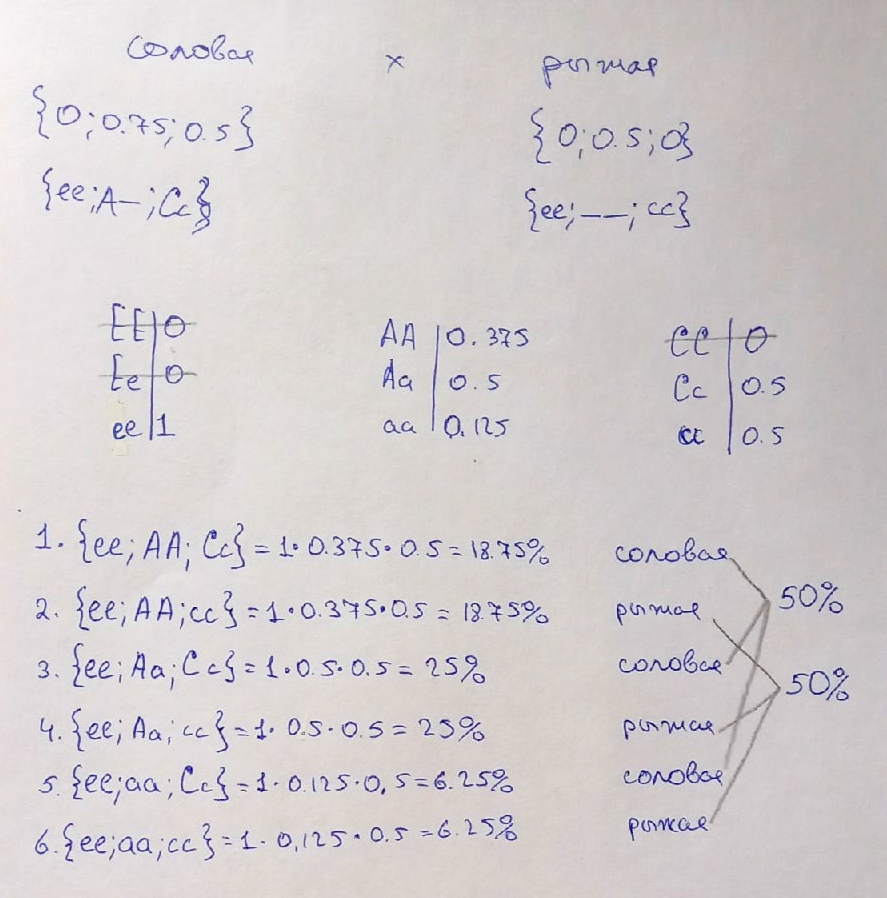 соловая × рыжая
{0;0.75;0.5} {0;0.5;0}
{ee;A–;Cc} {ee;––;cc}
EE 0 AA 0.375 CC 0
Ee 0 Aa 0.5 Cc 0.5
ee 1 aa 0.125 cc 0.5
1. {ee; AA; Cc} = 1·0.375·0.5 = 18.75% соловая
50%
2. {ee; AA; cc} = 1·0.375·0.5 = 18.75% рыжая
3. {ee; Aa; Cc} = 1·0.5·0.5 = 25% соловая
50%
4. {ee; Aa; cc} = 1·0.5·0.5 = 25% рыжая
5. {ee; aa; Cc} = 1·0.125·0,5 = 6.25% соловая
6. {ee; aa; cc} = 1·0,125·0.5 = 6.25% рыжая